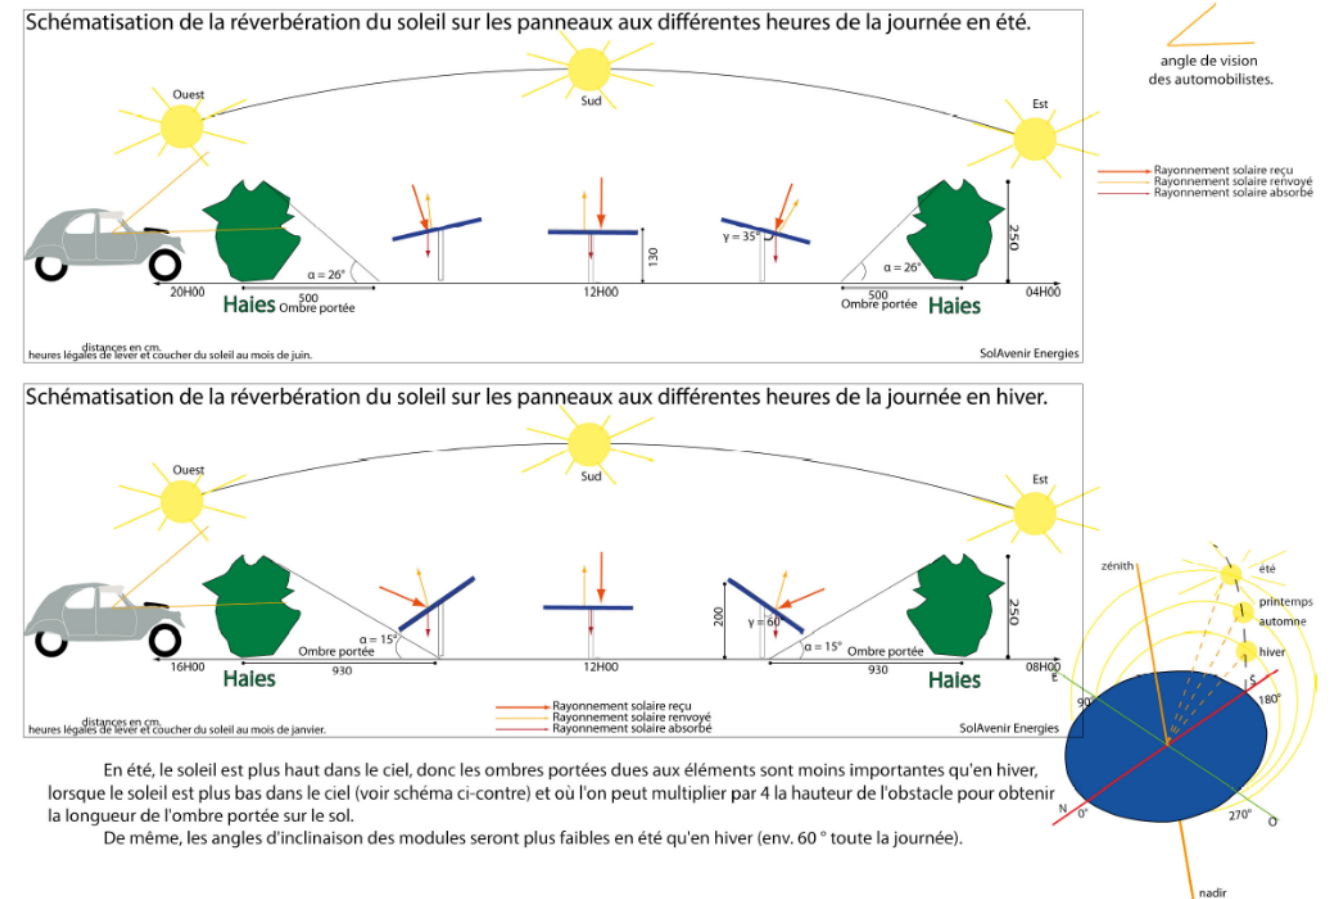 Schématisation de la réverbération du soleil sur les panneaux aux différentes heures de la journée en été.
Ouest
Sud
Est
angle de vision
des automobilistes.
Rayonnement solaire reçu
Rayonnement solaire renvoyé
Rayonnement solaire absorbé
γ = 35°
α = 26°
130
α = 26°
250
20H00
500
12H00
500
04H00
Haies
Ombre portée
Ombre portée
Haies
distances en cm.
heures légales de lever et coucher du soleil au mois de juin.
SolAvenir Energies
Schématisation de la réverbération du soleil sur les panneaux aux différentes heures de la journée en hiver.
Ouest
Sud
Est
α = 15°
200
γ = 60°
α = 15°
250
Ombre portée
Ombre portée
16H00
930
12H00
930
08H00
Haies
Haies
Rayonnement solaire reçu
Rayonnement solaire renvoyé
Rayonnement solaire absorbé
distances en cm.
heures légales de lever et coucher du soleil au mois de janvier.
SolAvenir Energies
zénith
été
printemps
automne
hiver
E
S
90°
180°
N
0°
270°
O
nadir
En été, le soleil est plus haut dans le ciel, donc les ombres portées dues aux éléments sont moins importantes qu'en hiver,
lorsque le soleil est plus bas dans le ciel (voir schéma ci-contre) et où l'on peut multiplier par 4 la hauteur de l'obstacle pour obtenir
la longueur de l'ombre portée sur le sol.
De même, les angles d'inclinaison des modules seront plus faibles en été qu'en hiver (env. 60 ° toute la journée).